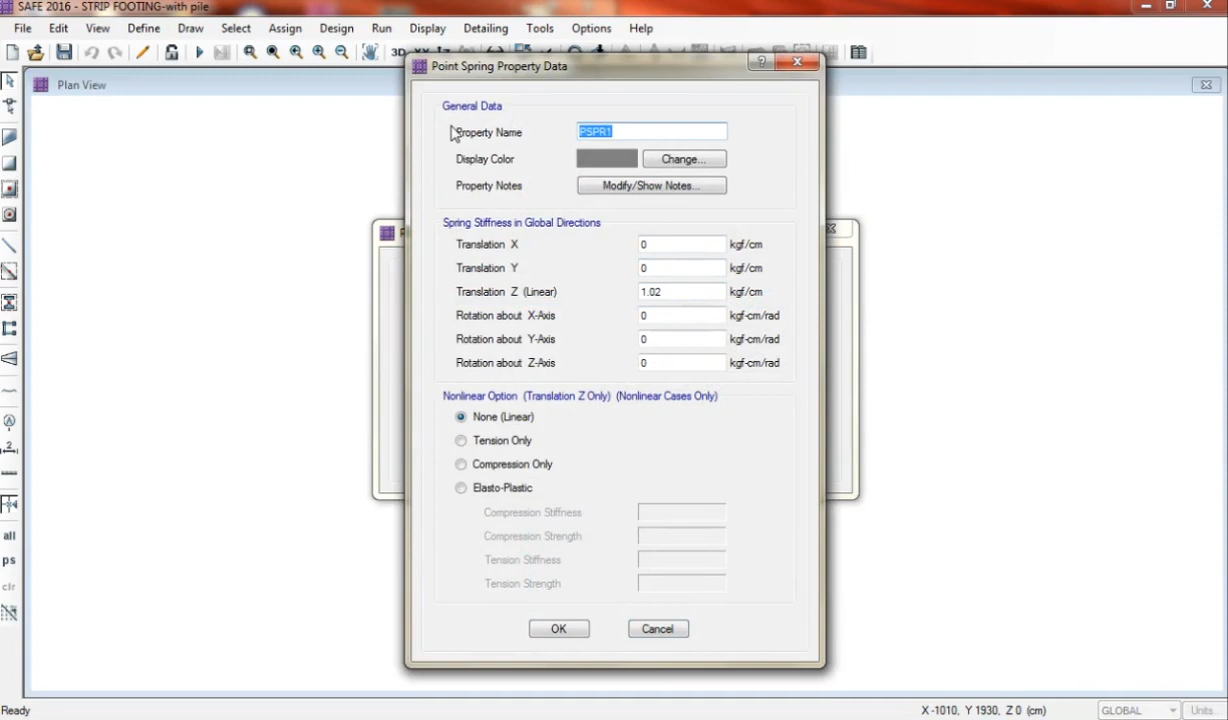 SAFE 2016 - STRIP FOOTING-with pile
File Edit View Define Draw Select Assign Design Run Display Detailing Tools Options Help
3D
Plan View
Point Spring Property Data
General Data
Property Name PSPR1
Display Color Change...
Property Notes Modify/Show Notes...
Spring Stiffness in Global Directions
Translation X 0 kgf/cm
Translation Y 0 kgf/cm
Translation Z (Linear) 1.02 kgf/cm
Rotation about X-Axis 0 kgf-cm/rad
Rotation about Y-Axis 0 kgf-cm/rad
Rotation about Z-Axis 0 kgf-cm/rad
Nonlinear Option (Translation Z Only) (Nonlinear Cases Only)
None (Linear)
Tension Only
Compression Only
Elasto-Plastic
Compression Stiffness
Compression Strength
Tension Stiffness
Tension Strength
OK Cancel
all
ps
clr
Ready X -1010, Y 1930, Z 0 (cm) GLOBAL Units...